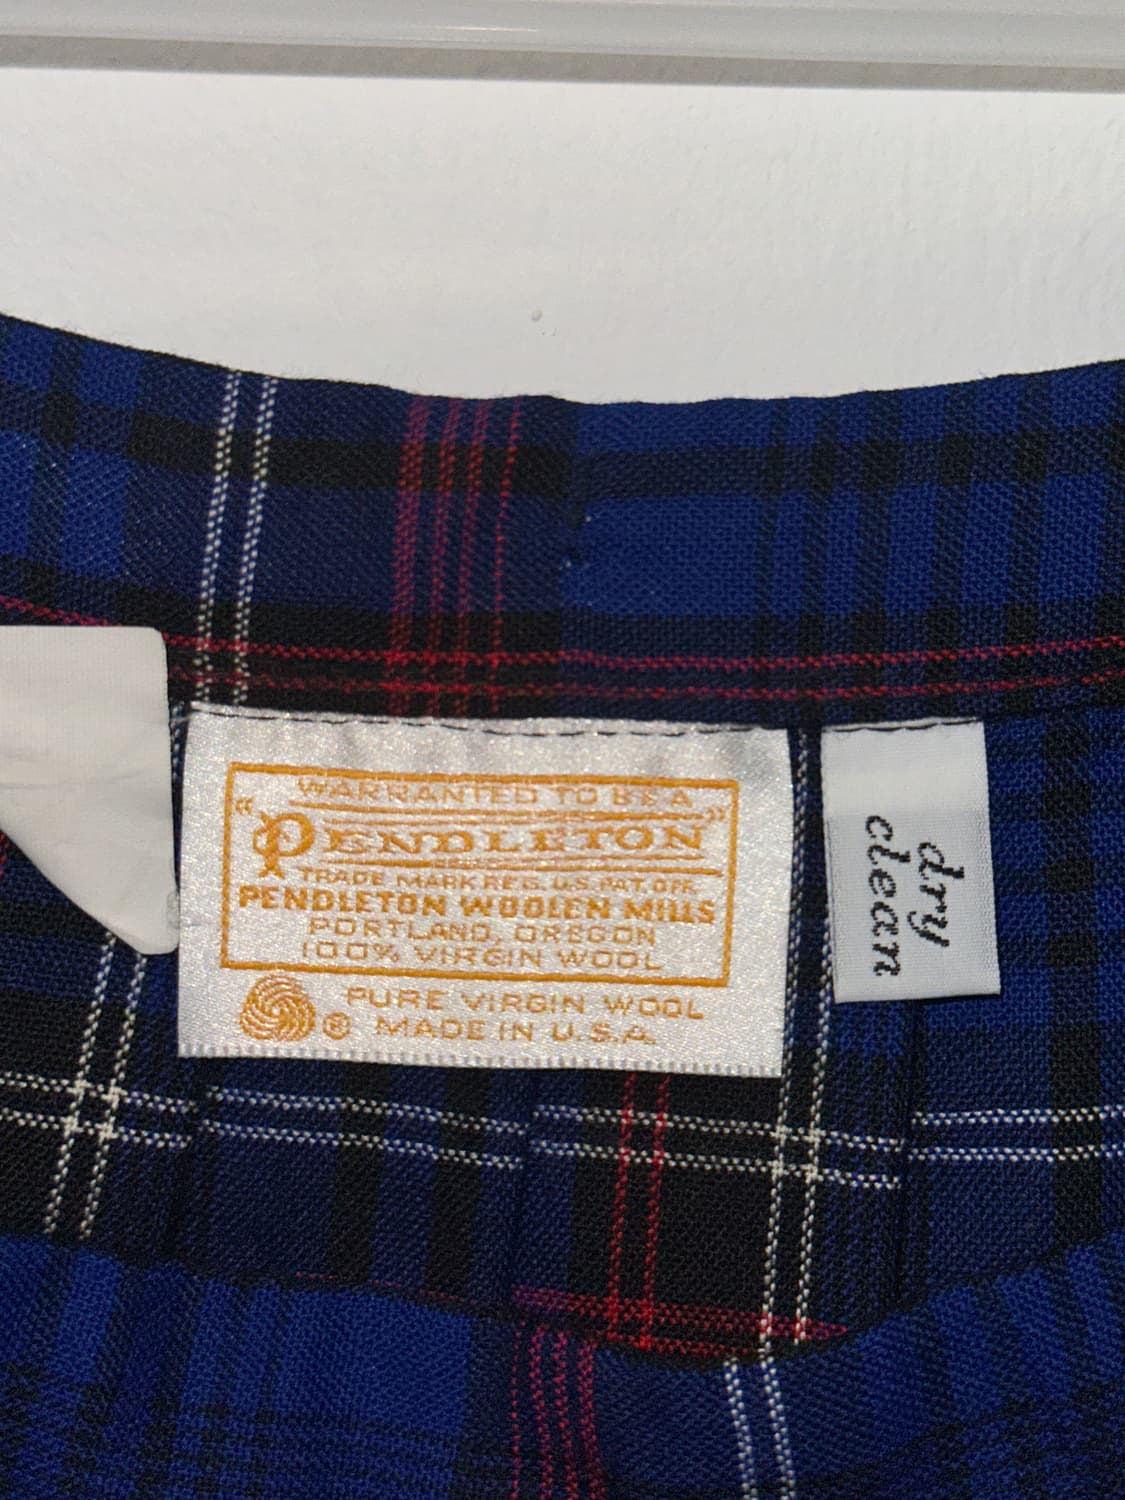 WARRANTED TO BE A
"PENDLETON"
TRADE MARK REG. U.S. PAT. OFF.
PENDLETON WOOLEN MILLS
PORTLAND, OREGON
100% VIRGIN WOOL
PURE VIRGIN WOOL
® MADE IN U.S.A.
dry
clean